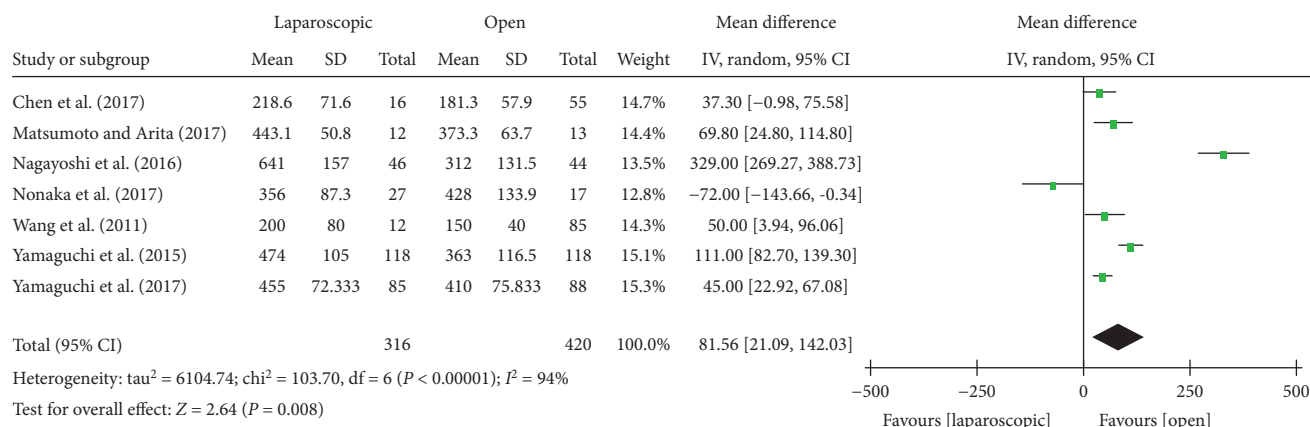 Laparoscopic Open Mean difference Mean difference
Study or subgroup Mean SD Total Mean SD Total Weight IV, random, 95% CI IV, random, 95% CI
Chen et al. (2017) 218.6 71.6 16 181.3 57.9 55 14.7% 37.30 [−0.98, 75.58]
Matsumoto and Arita (2017) 443.1 50.8 12 373.3 63.7 13 14.4% 69.80 [24.80, 114.80]
Nagayoshi et al. (2016) 641 157 46 312 131.5 44 13.5% 329.00 [269.27, 388.73]
Nonaka et al. (2017) 356 87.3 27 428 133.9 17 12.8% −72.00 [−143.66, -0.34]
Wang et al. (2011) 200 80 12 150 40 85 14.3% 50.00 [3.94, 96.06]
Yamaguchi et al. (2015) 474 105 118 363 116.5 118 15.1% 111.00 [82.70, 139.30]
Yamaguchi et al. (2017) 455 72.333 85 410 75.833 88 15.3% 45.00 [22.92, 67.08]
Total (95% CI) 316 420 100.0% 81.56 [21.09, 142.03]
Heterogeneity: tau² = 6104.74; chi² = 103.70, df = 6 (P < 0.00001); I² = 94%
Test for overall effect: Z = 2.64 (P = 0.008)
−500 −250 0 250 500
Favours [laparoscopic] Favours [open]